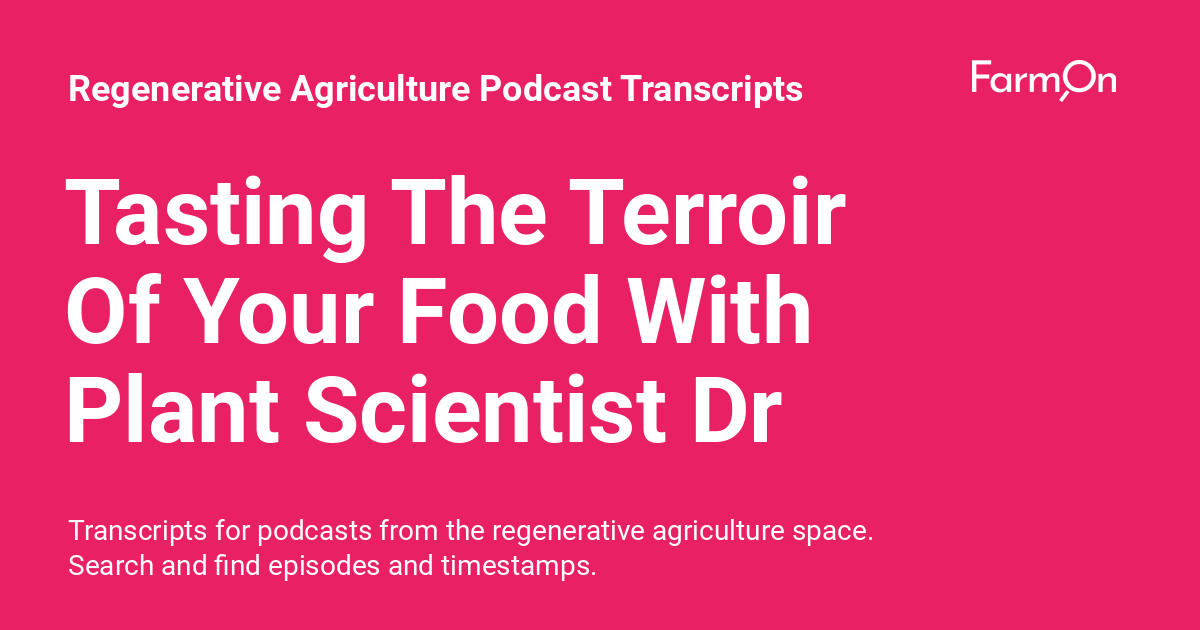 Regenerative Agriculture Podcast Transcripts
FarmOn
Tasting The Terroir
Of Your Food With
Plant Scientist Dr
Transcripts for podcasts from the regenerative agriculture space.
Search and find episodes and timestamps.